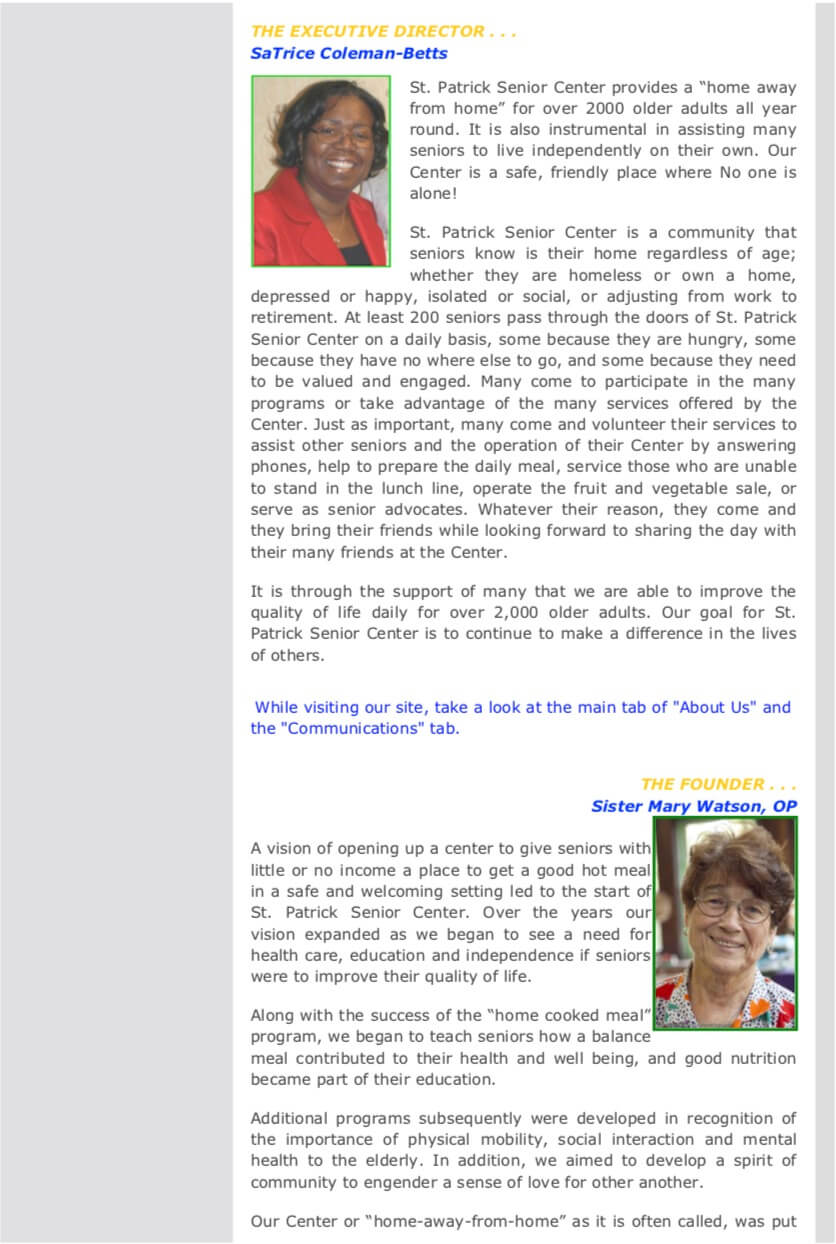 THE EXECUTIVE DIRECTOR . . .
SaTrice Coleman-Betts
St. Patrick Senior Center provides a “home away
from home” for over 2000 older adults all year
round. It is also instrumental in assisting many
seniors to live independently on their own. Our
Center is a safe, friendly place where No one is
alone!
St. Patrick Senior Center is a community that
seniors know is their home regardless of age;
whether they are homeless or own a home,
depressed or happy, isolated or social, or adjusting from work to
retirement. At least 200 seniors pass through the doors of St. Patrick
Senior Center on a daily basis, some because they are hungry, some
because they have no where else to go, and some because they need
to be valued and engaged. Many come to participate in the many
programs or take advantage of the many services offered by the
Center. Just as important, many come and volunteer their services to
assist other seniors and the operation of their Center by answering
phones, help to prepare the daily meal, service those who are unable
to stand in the lunch line, operate the fruit and vegetable sale, or
serve as senior advocates. Whatever their reason, they come and
they bring their friends while looking forward to sharing the day with
their many friends at the Center.
It is through the support of many that we are able to improve the
quality of life daily for over 2,000 older adults. Our goal for St.
Patrick Senior Center is to continue to make a difference in the lives
of others.
While visiting our site, take a look at the main tab of "About Us" and
the "Communications" tab.
THE FOUNDER . . .
Sister Mary Watson, OP
A vision of opening up a center to give seniors with
little or no income a place to get a good hot meal
in a safe and welcoming setting led to the start of
St. Patrick Senior Center. Over the years our
vision expanded as we began to see a need for
health care, education and independence if seniors
were to improve their quality of life.
Along with the success of the “home cooked meal”
program, we began to teach seniors how a balance
meal contributed to their health and well being, and good nutrition
became part of their education.
Additional programs subsequently were developed in recognition of
the importance of physical mobility, social interaction and mental
health to the elderly. In addition, we aimed to develop a spirit of
community to engender a sense of love for other another.
Our Center or “home-away-from-home” as it is often called, was put